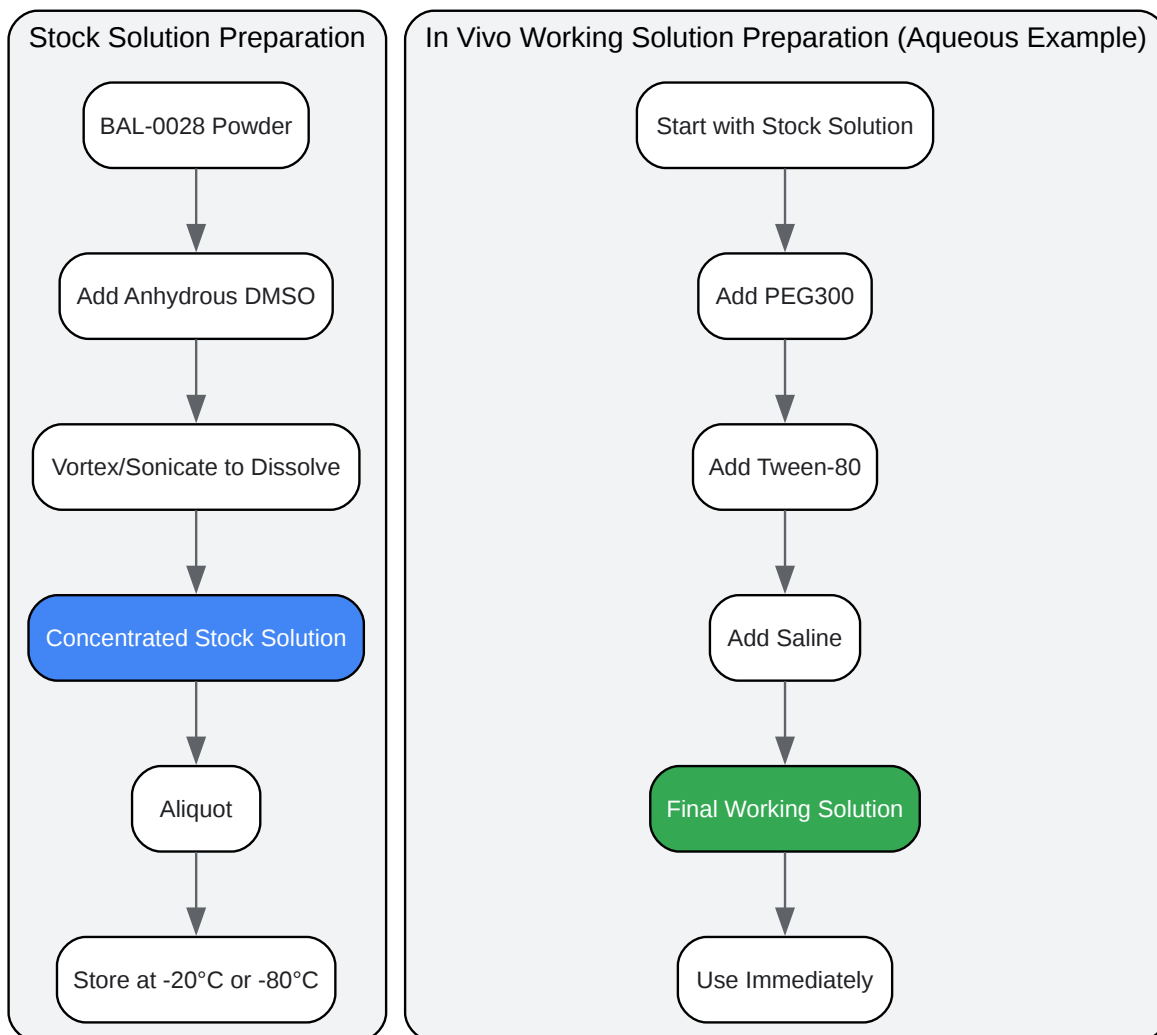 Stock Solution Preparation
BAL-0028 Powder
Add Anhydrous DMSO
Vortex/Sonicate to Dissolve
Concentrated Stock Solution
Aliquot
Store at -20°C or -80°C
In Vivo Working Solution Preparation (Aqueous Example)
Start with Stock Solution
Add PEG300
Add Tween-80
Add Saline
Final Working Solution
Use Immediately